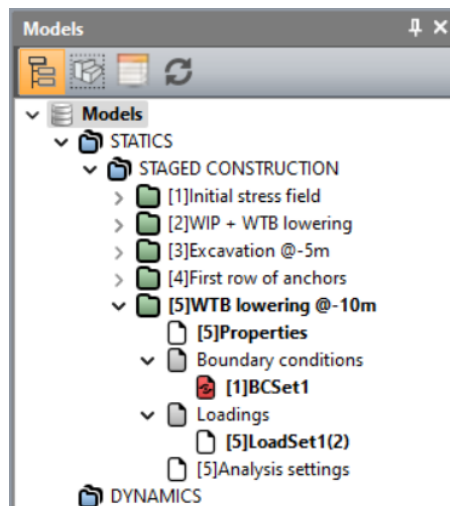 Models
Models
STATICS
STAGED CONSTRUCTION
[1]Initial stress field
[2]WIP + WTB lowering
[3]Excavation @-5m
[4]First row of anchors
[5]WTB lowering @-10m
[5]Properties
Boundary conditions
[1]BCSet1
Loadings
[5]LoadSet1(2)
[5]Analysis settings
DYNAMICS